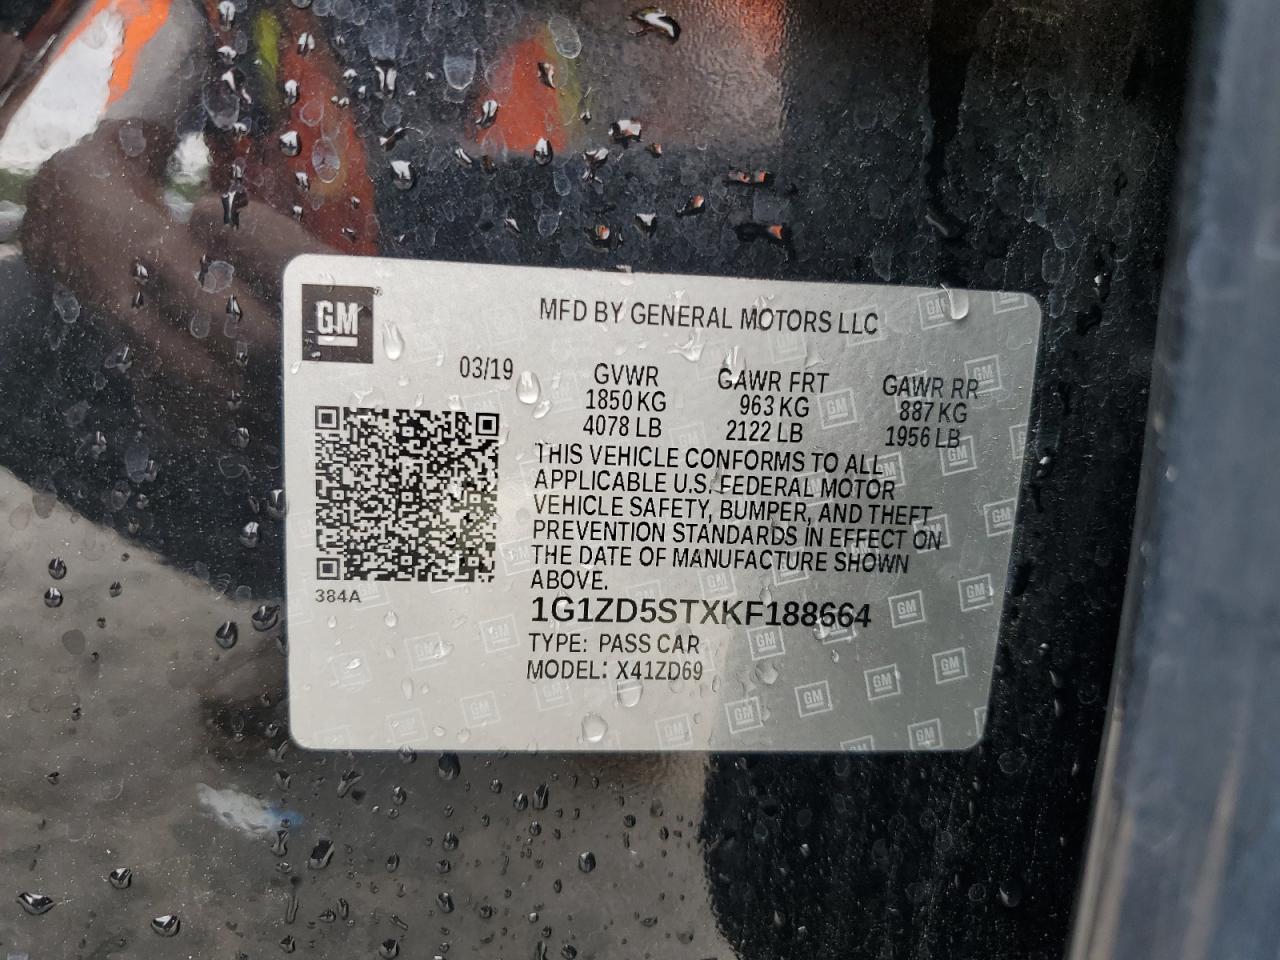 GM
MFD BY GENERAL MOTORS LLC
03/19
GVWR GAWR FRT GAWR RR
1850 KG 963 KG 887 KG
4078 LB 2122 LB 1956 LB
THIS VEHICLE CONFORMS TO ALL
APPLICABLE U.S. FEDERAL MOTOR
VEHICLE SAFETY, BUMPER, AND THEFT
PREVENTION STANDARDS IN EFFECT ON
THE DATE OF MANUFACTURE SHOWN
ABOVE.
384A
1G1ZD5STXKF188664
TYPE: PASS CAR
MODEL: X41ZD69